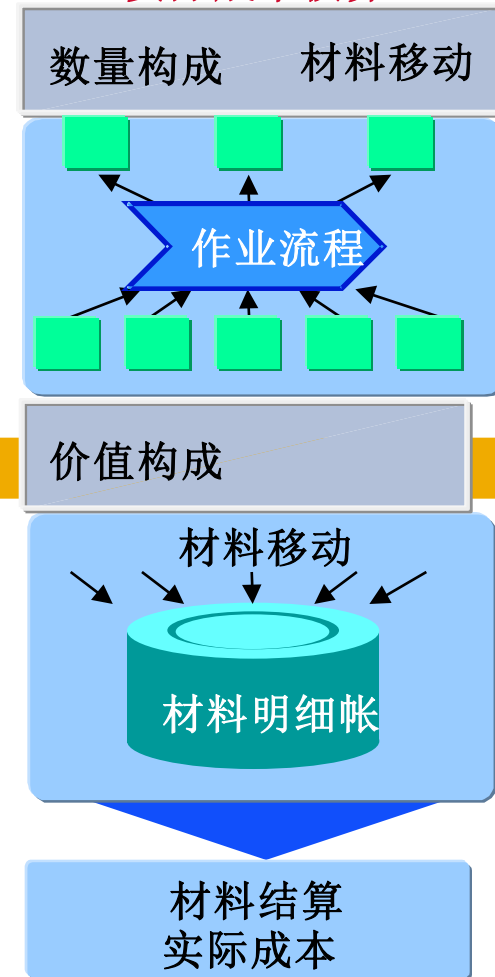 数量构成 材料移动
作业流程
价值构成
材料移动
材料明细帐
材料结算
实际成本